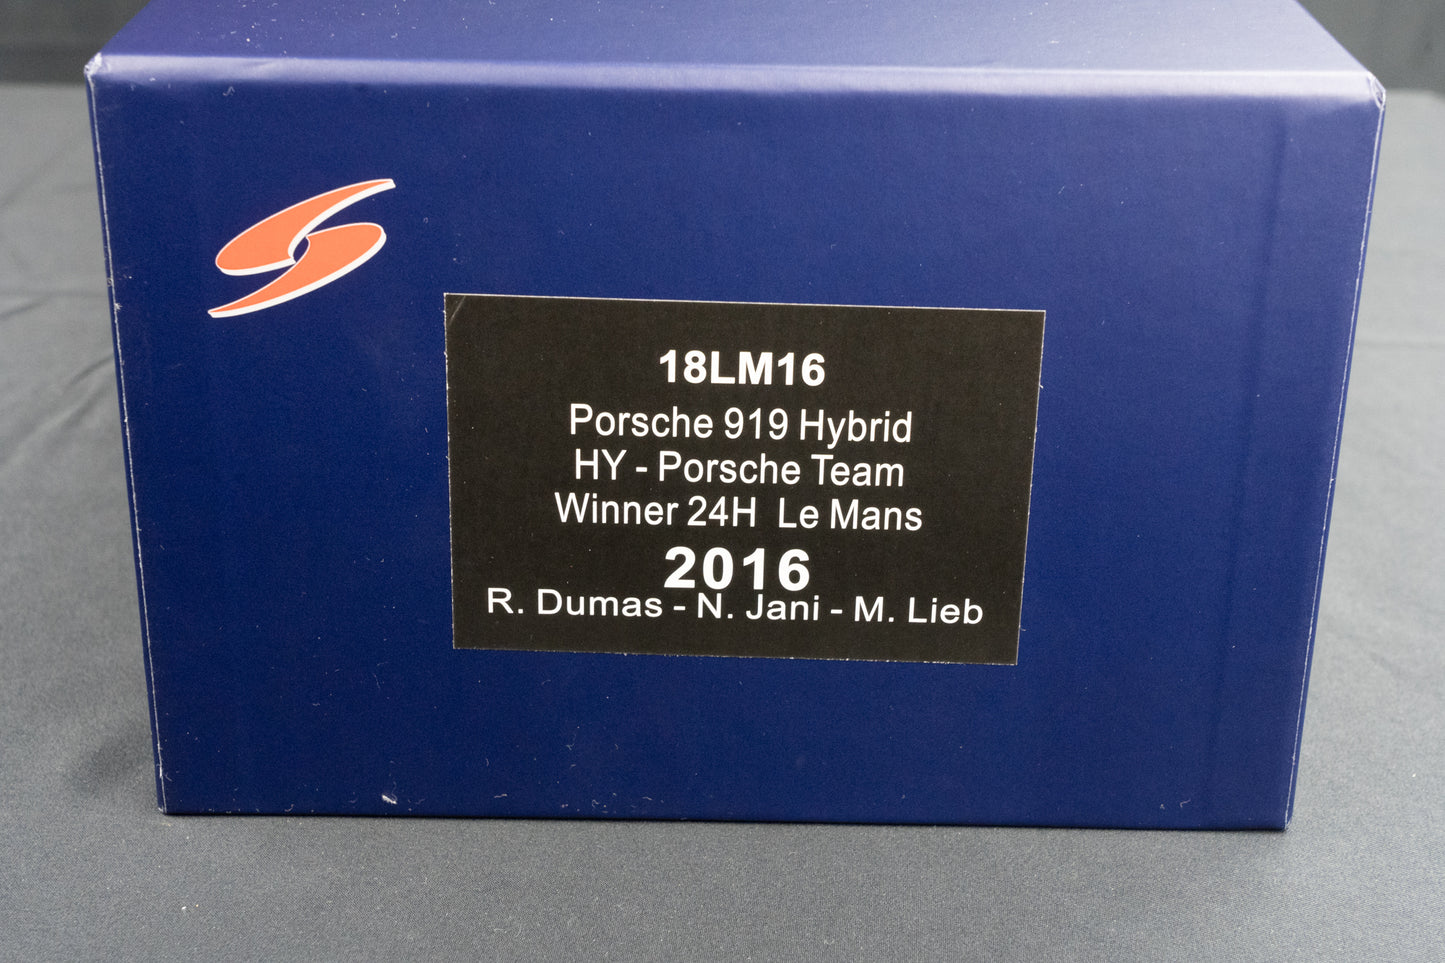 18LM16
Porsche 919 Hybrid
HY - Porsche Team
Winner 24H Le Mans
2016
R. Dumas - N. Jani - M. Lieb